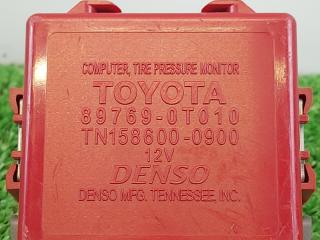 COMPUTER, TIRE PRESSURE MONITOR
TOYOTA
89769-0T010
TN158600-0900
12V
DENSO
DENSO MFG. TENNESSEE, INC.